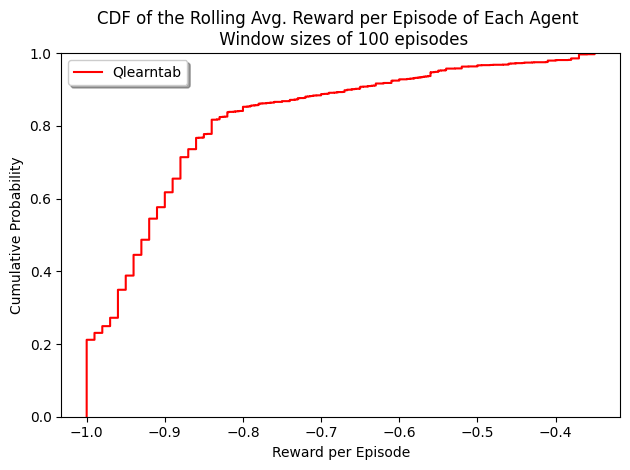 CDF of the Rolling Avg. Reward per Episode of Each Agent
Window sizes of 100 episodes
Qlearntab
Cumulative Probability
1.0
0.8
0.6
0.4
0.2
0.0
−1.0 −0.9 −0.8 −0.7 −0.6 −0.5 −0.4
Reward per Episode